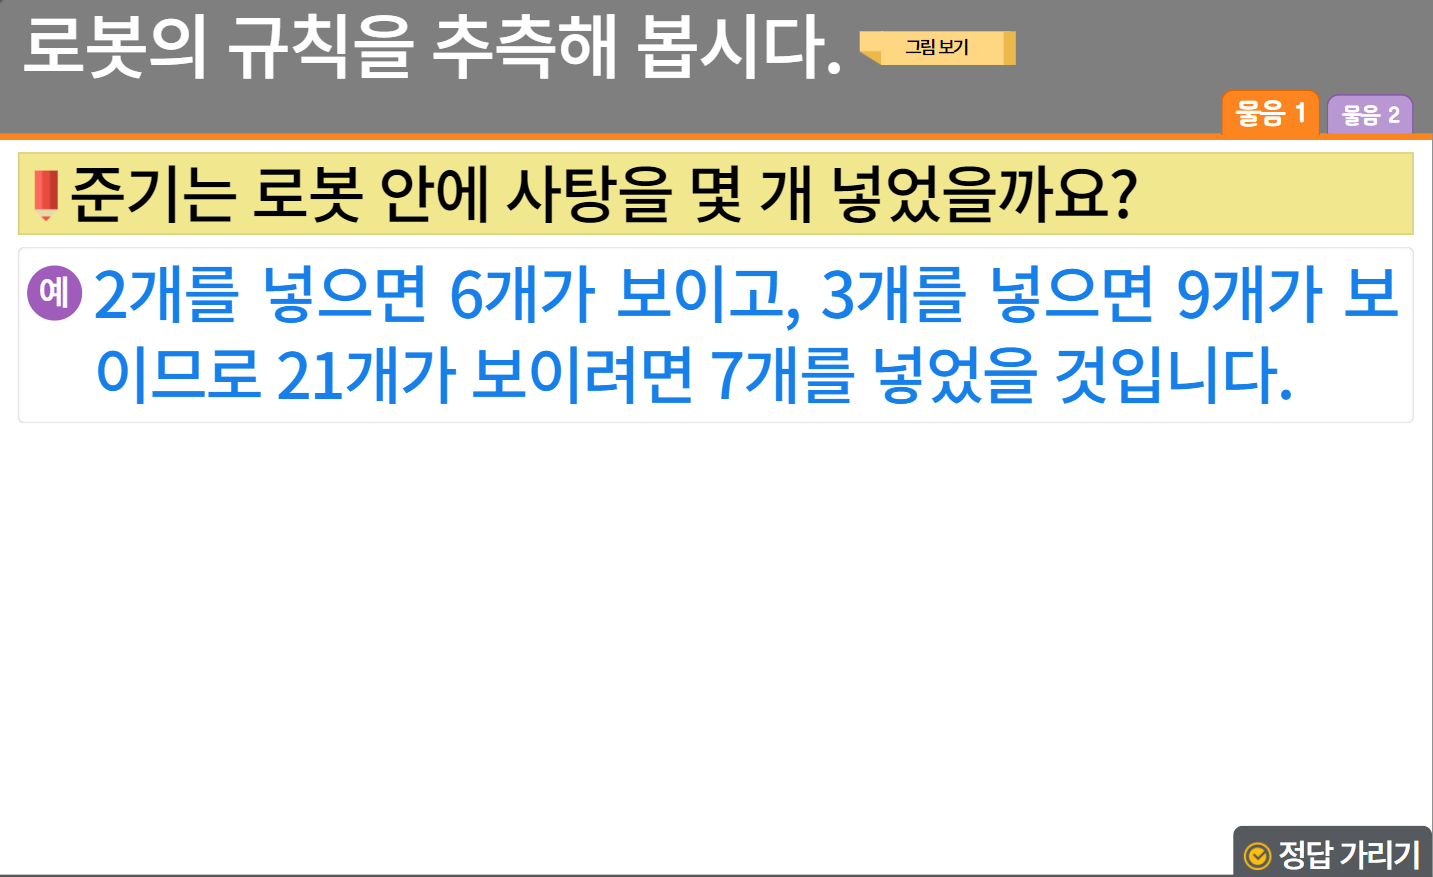 로봇의 규칙을 추측해 봅시다.
그림 보기
물음 1
물음 2
준기는 로봇 안에 사탕을 몇 개 넣었을까요?
예 2개를 넣으면 6개가 보이고, 3개를 넣으면 9개가 보
이므로 21개가 보이려면 7개를 넣었을 것입니다.
정답 가리기